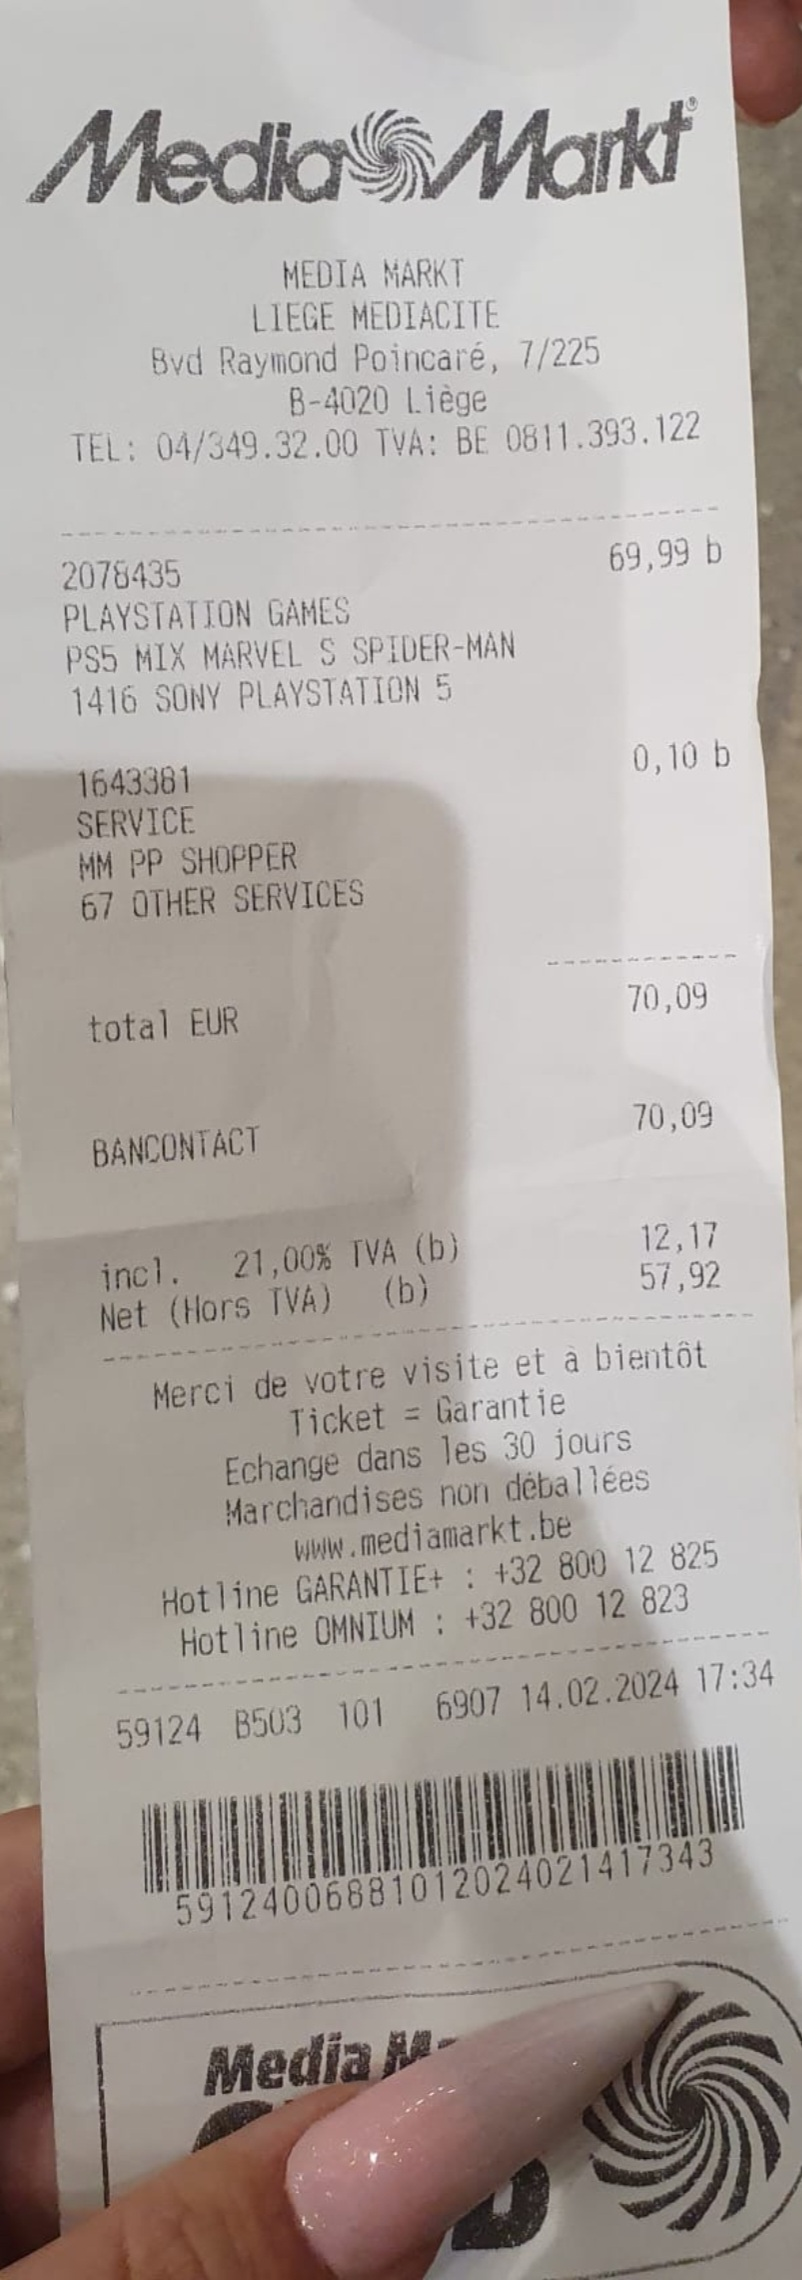 MediaMarkt®
MEDIA MARKT
LIEGE MEDIACITE
Bvd Raymond Poincaré, 7/225
B-4020 Liège
TEL: 04/349.32.00 TVA: BE 0811.393.122
2078435 69,99 b
PLAYSTATION GAMES
PS5 MIX MARVEL S SPIDER-MAN
1416 SONY PLAYSTATION 5
1643381 0,10 b
SERVICE
MM PP SHOPPER
67 OTHER SERVICES
total EUR 70,09
BANCONTACT 70,09
incl. 21,00% TVA (b) 12,17
Net (Hors TVA) (b) 57,92
Merci de votre visite et à bientôt
Ticket = Garantie
Echange dans les 30 jours
Marchandises non déballées
www.mediamarkt.be
Hotline GARANTIE+ : +32 800 12 825
Hotline OMNIUM : +32 800 12 823
59124 B503 101 6907 14.02.2024 17:34
5912400688101202402141​7343
Media